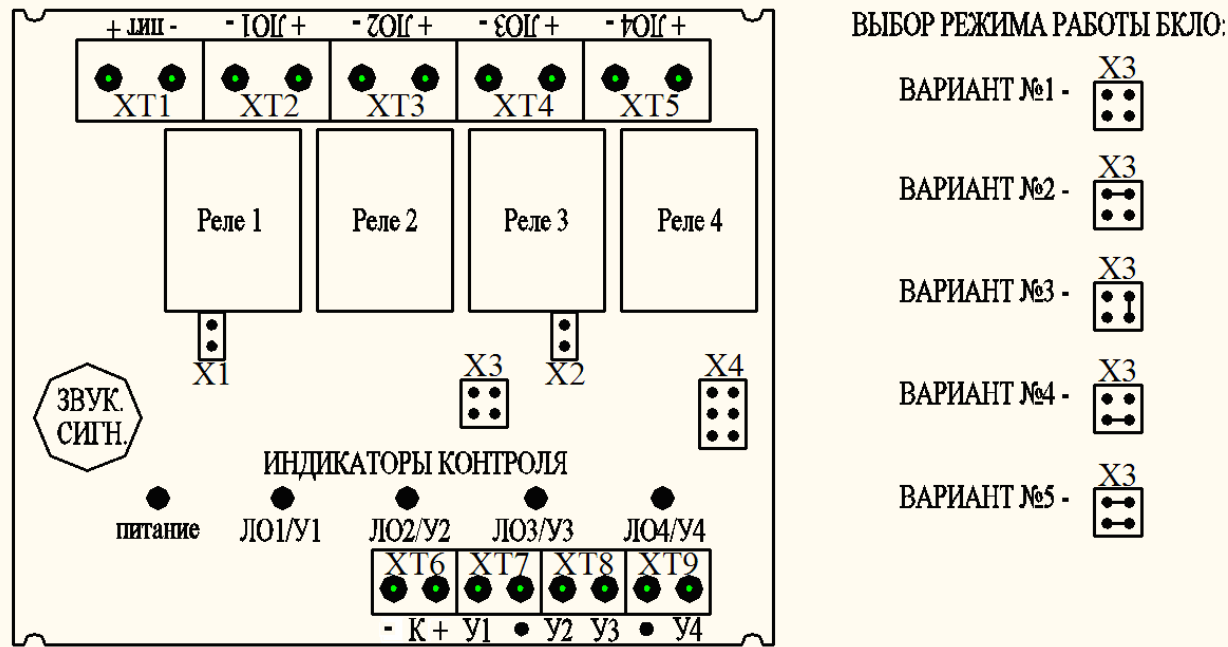 + пит - - ЛО1 + - ЛО2 + - ЛО3 + - ЛО4 +
XT1 XT2 XT3 XT4 XT5
Реле 1 Реле 2 Реле 3 Реле 4
X1 X3 X2 X4
ЗВУК.
СИГН.
ИНДИКАТОРЫ КОНТРОЛЯ
питание ЛО1/У1 ЛО2/У2 ЛО3/У3 ЛО4/У4
XT6 XT7 XT8 XT9
- К + У1 У2 У3 У4
ВЫБОР РЕЖИМА РАБОТЫ БКЛО:
X3
ВАРИАНТ №1 -
X3
ВАРИАНТ №2 -
X3
ВАРИАНТ №3 -
X3
ВАРИАНТ №4 -
X3
ВАРИАНТ №5 -